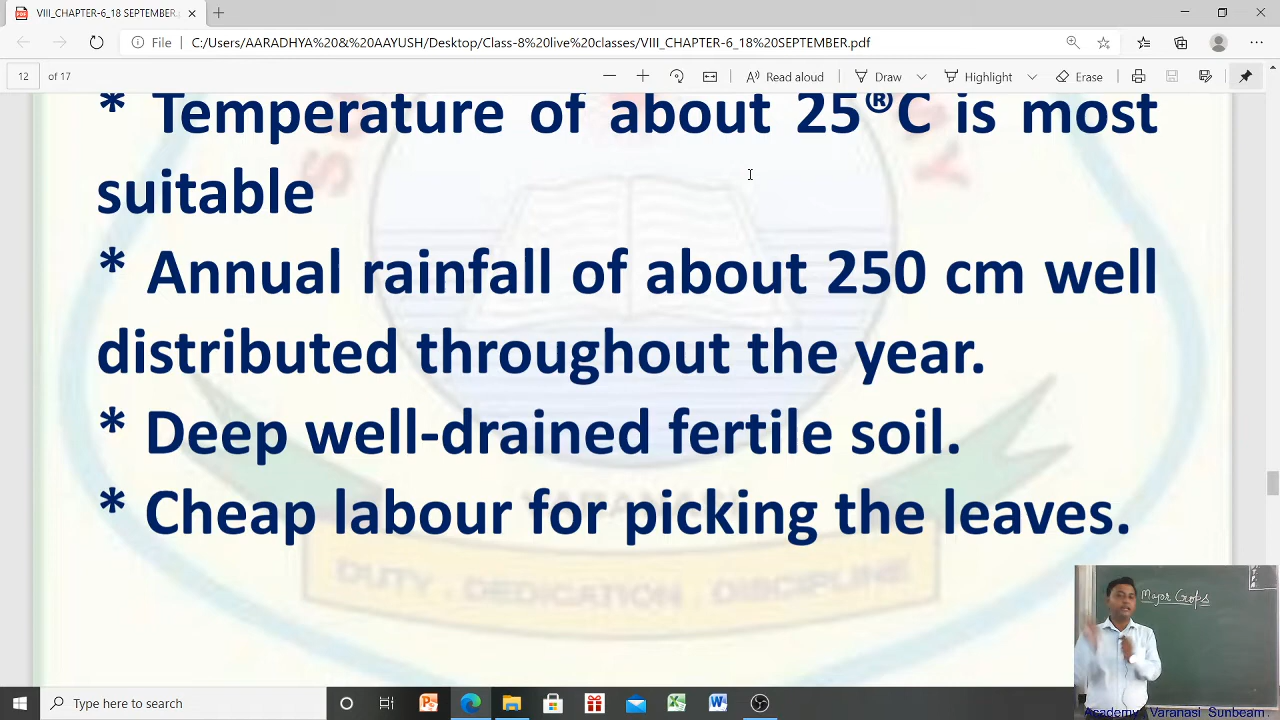 VIII_CHAPTER-6_18 SEPTEMBER.
File C:/Users/AARADHYA%20&%20AAYUSH/Desktop/Class-8%20live%20classes/VIII_CHAPTER-6_18%20SEPTEMBER.pdf
12 of 17 Read aloud Draw Highlight Erase
* Temperature of about 25®C is most
suitable
* Annual rainfall of about 250 cm well
distributed throughout the year.
* Deep well-drained fertile soil.
* Cheap labour for picking the leaves.
DUTY DEDICATION DISCIPLINE
Major Crops
Type here to search
Academy, Varanasi Sunbeam